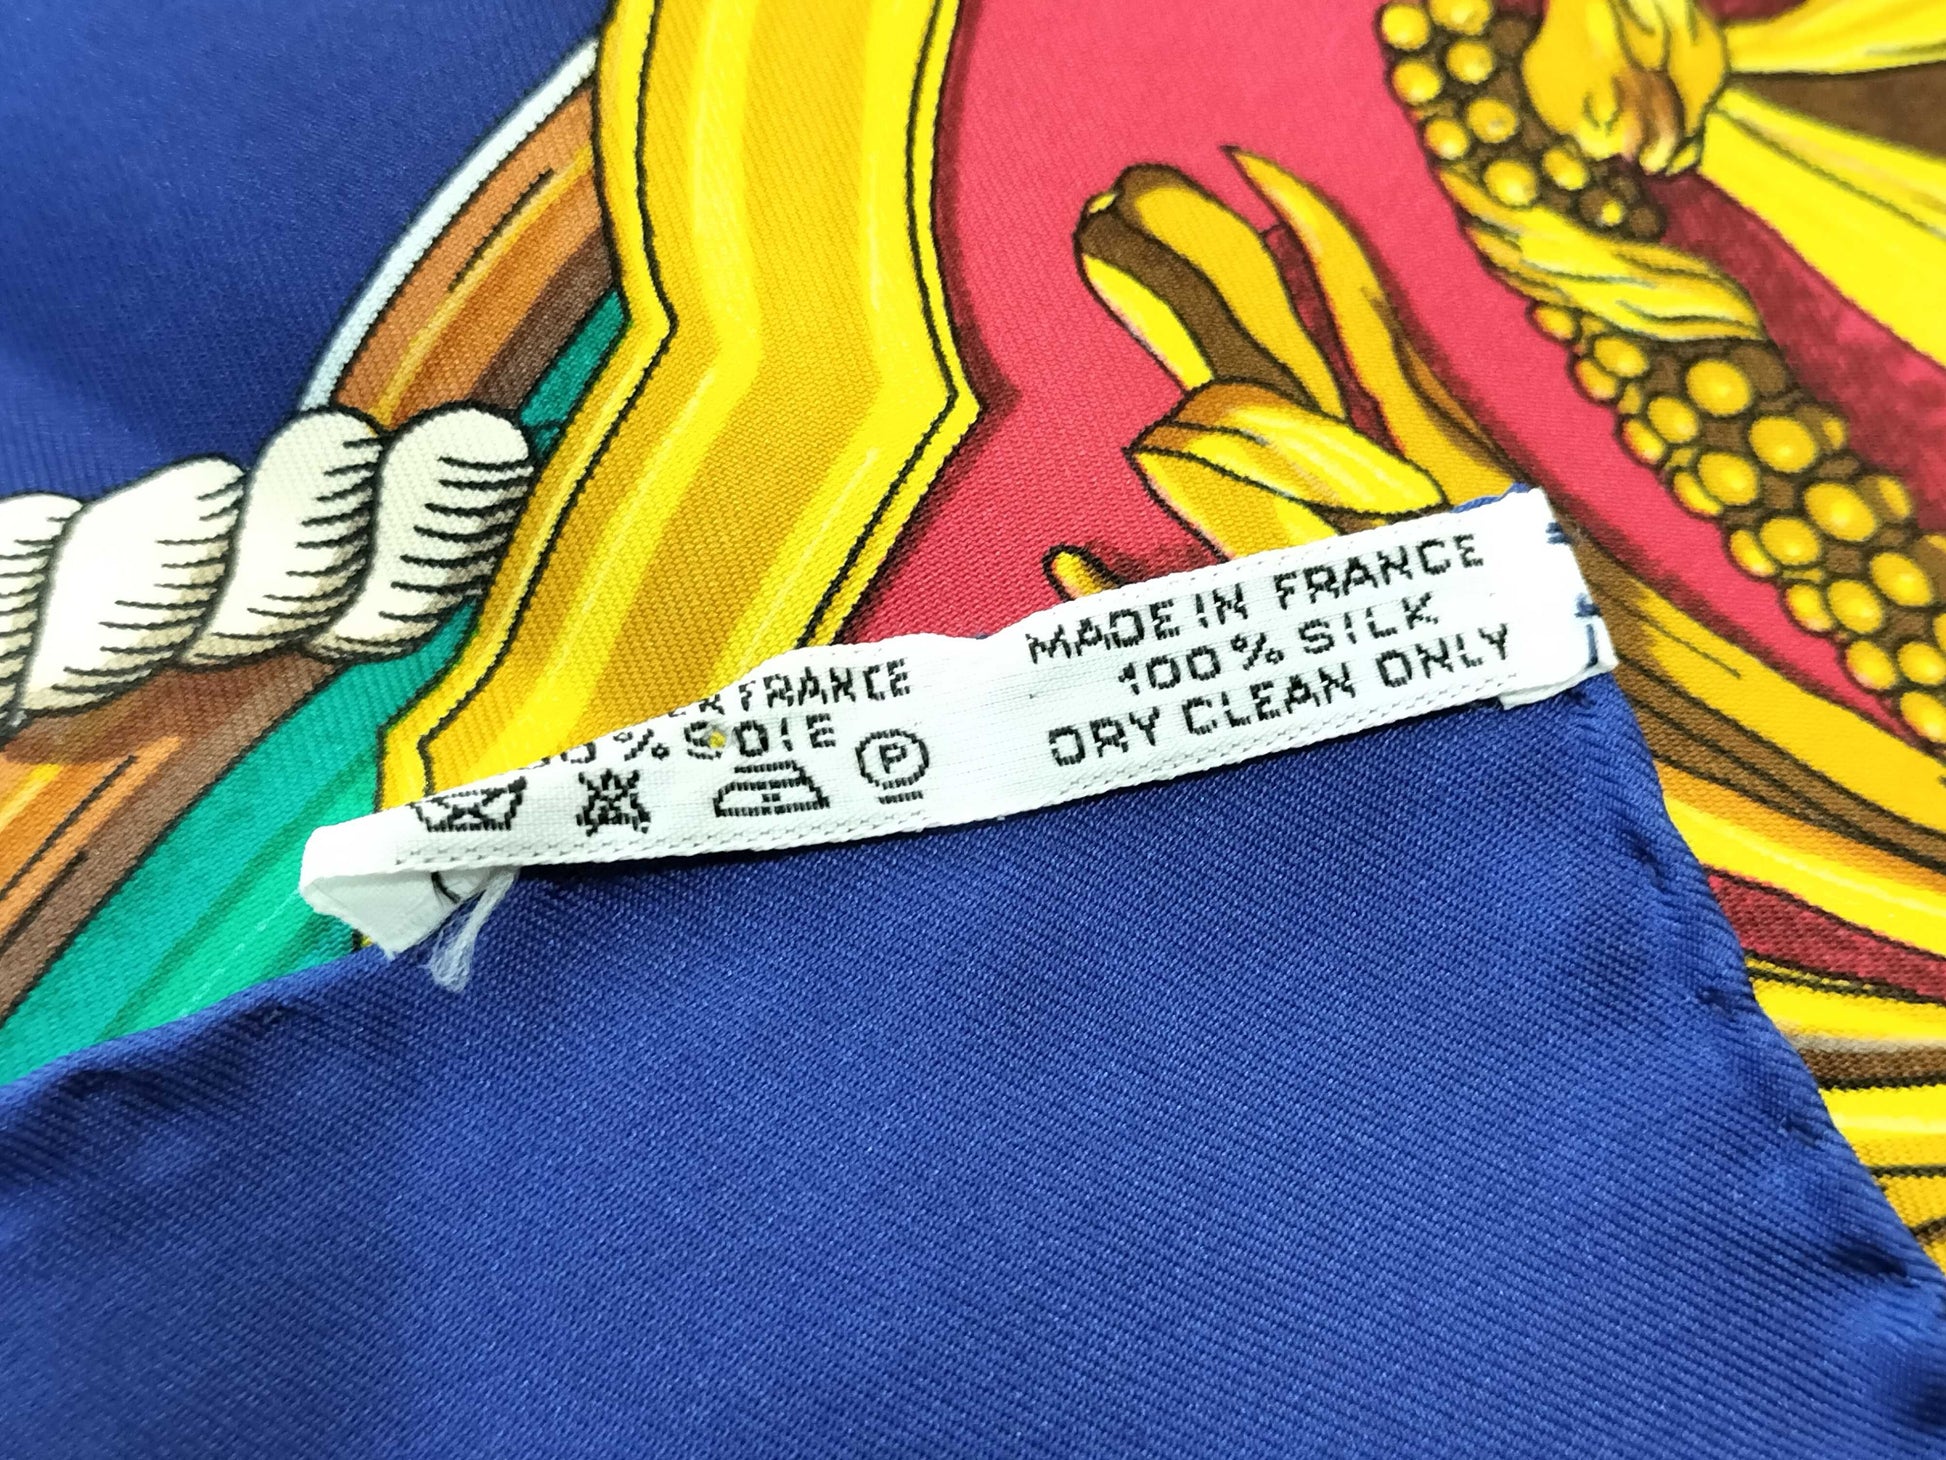 FRANCE
% SOIE
P
MADE IN FRANCE
100 % SILK
DRY CLEAN ONLY